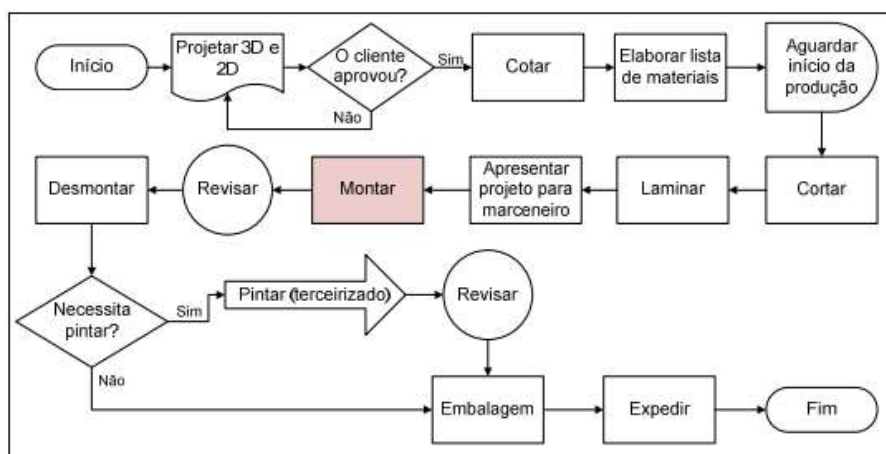 Início
Projetar 3D e
2D
O cliente
aprovou?
Sim
Não
Cotar
Elaborar lista
de materiais
Aguardar
início da
produção
Cortar
Laminar
Apresentar
projeto para
marceneiro
Montar
Revisar
Desmontar
Necessita
pintar?
Sim
Não
Pintar (terceirizado)
Revisar
Embalagem
Expedir
Fim